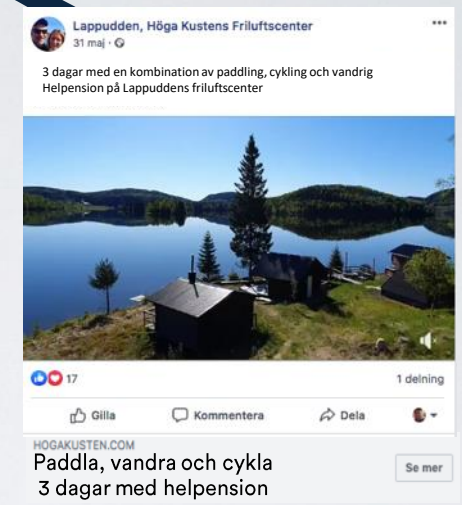 Lappudden, Höga Kustens Friluftscenter
31 maj ·
3 dagar med en kombination av paddling, cykling och vandrig
Helpension på Lappuddens friluftscenter
17
1 delning
Gilla
Kommentera
Dela
HOGAKUSTEN.COM
Paddla, vandra och cykla
3 dagar med helpension
Se mer